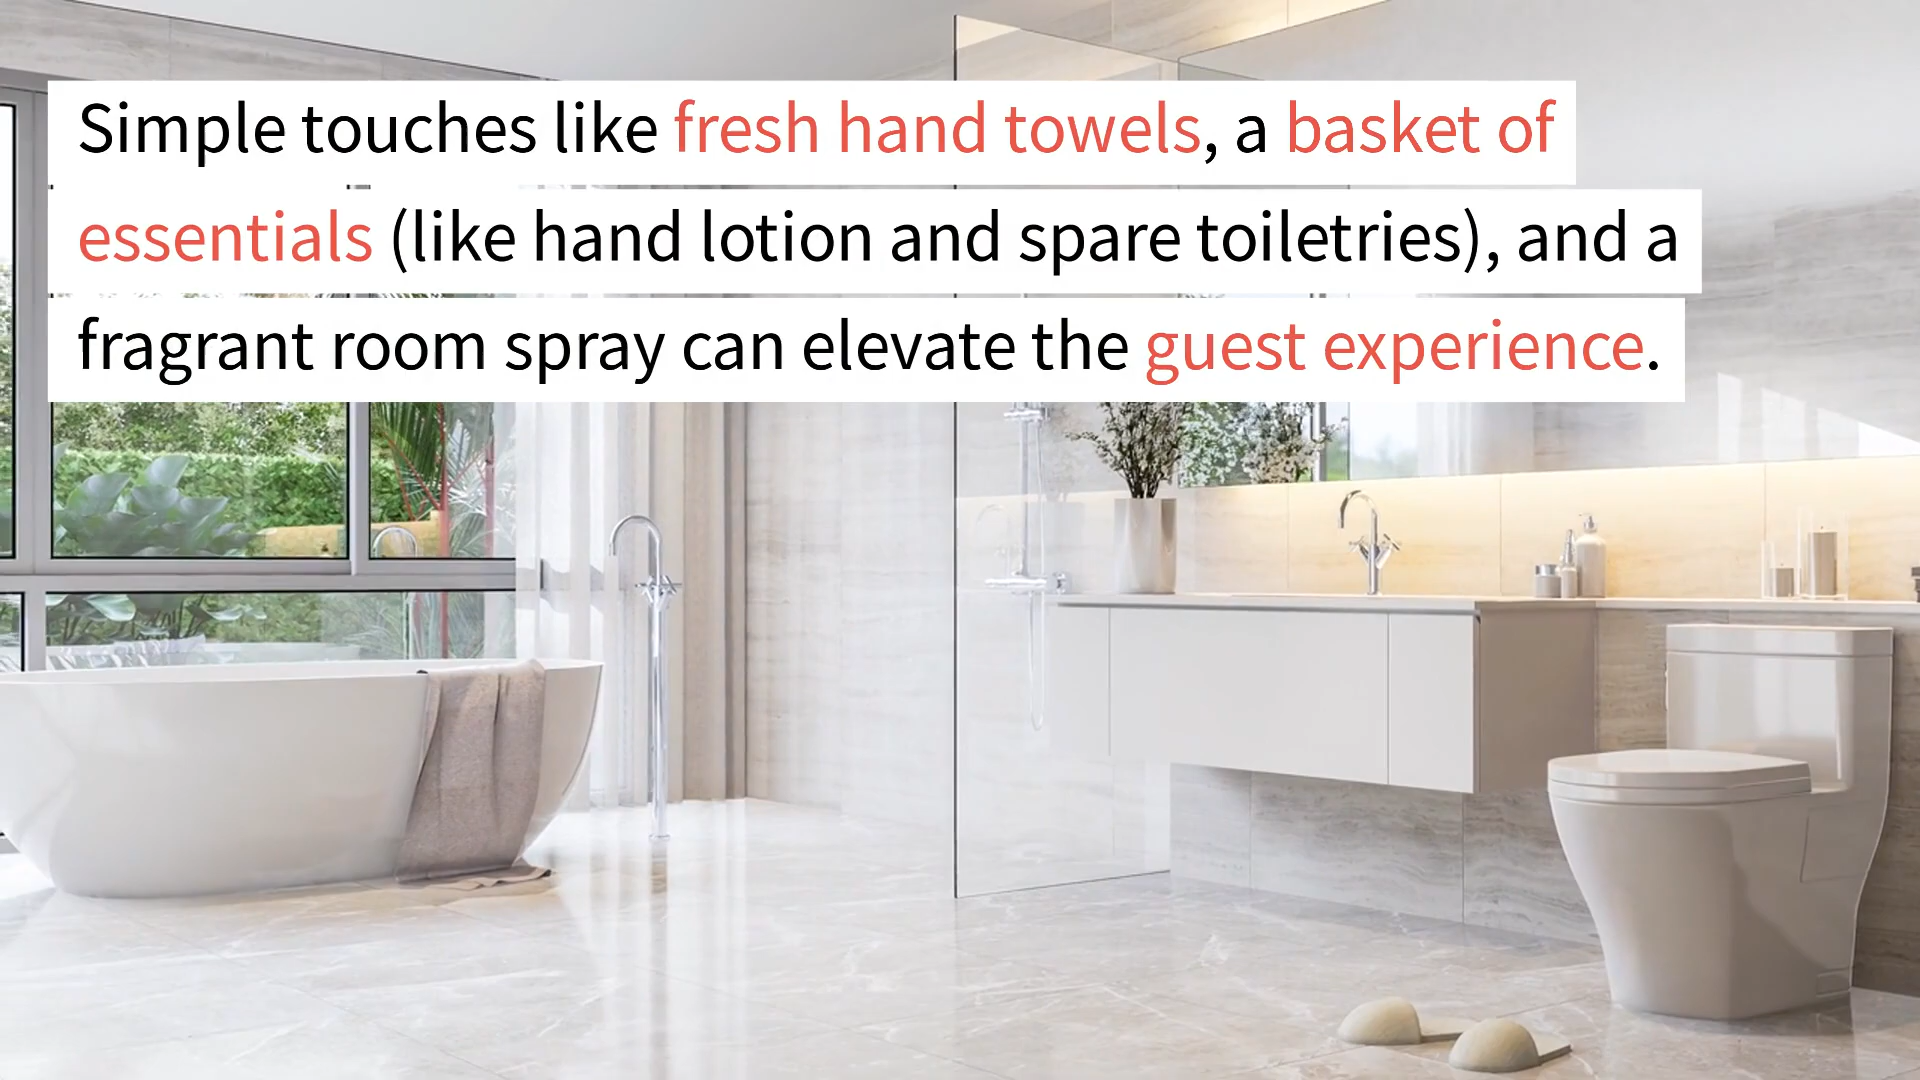 Simple touches like fresh hand towels, a basket of
essentials (like hand lotion and spare toiletries), and a
fragrant room spray can elevate the guest experience.